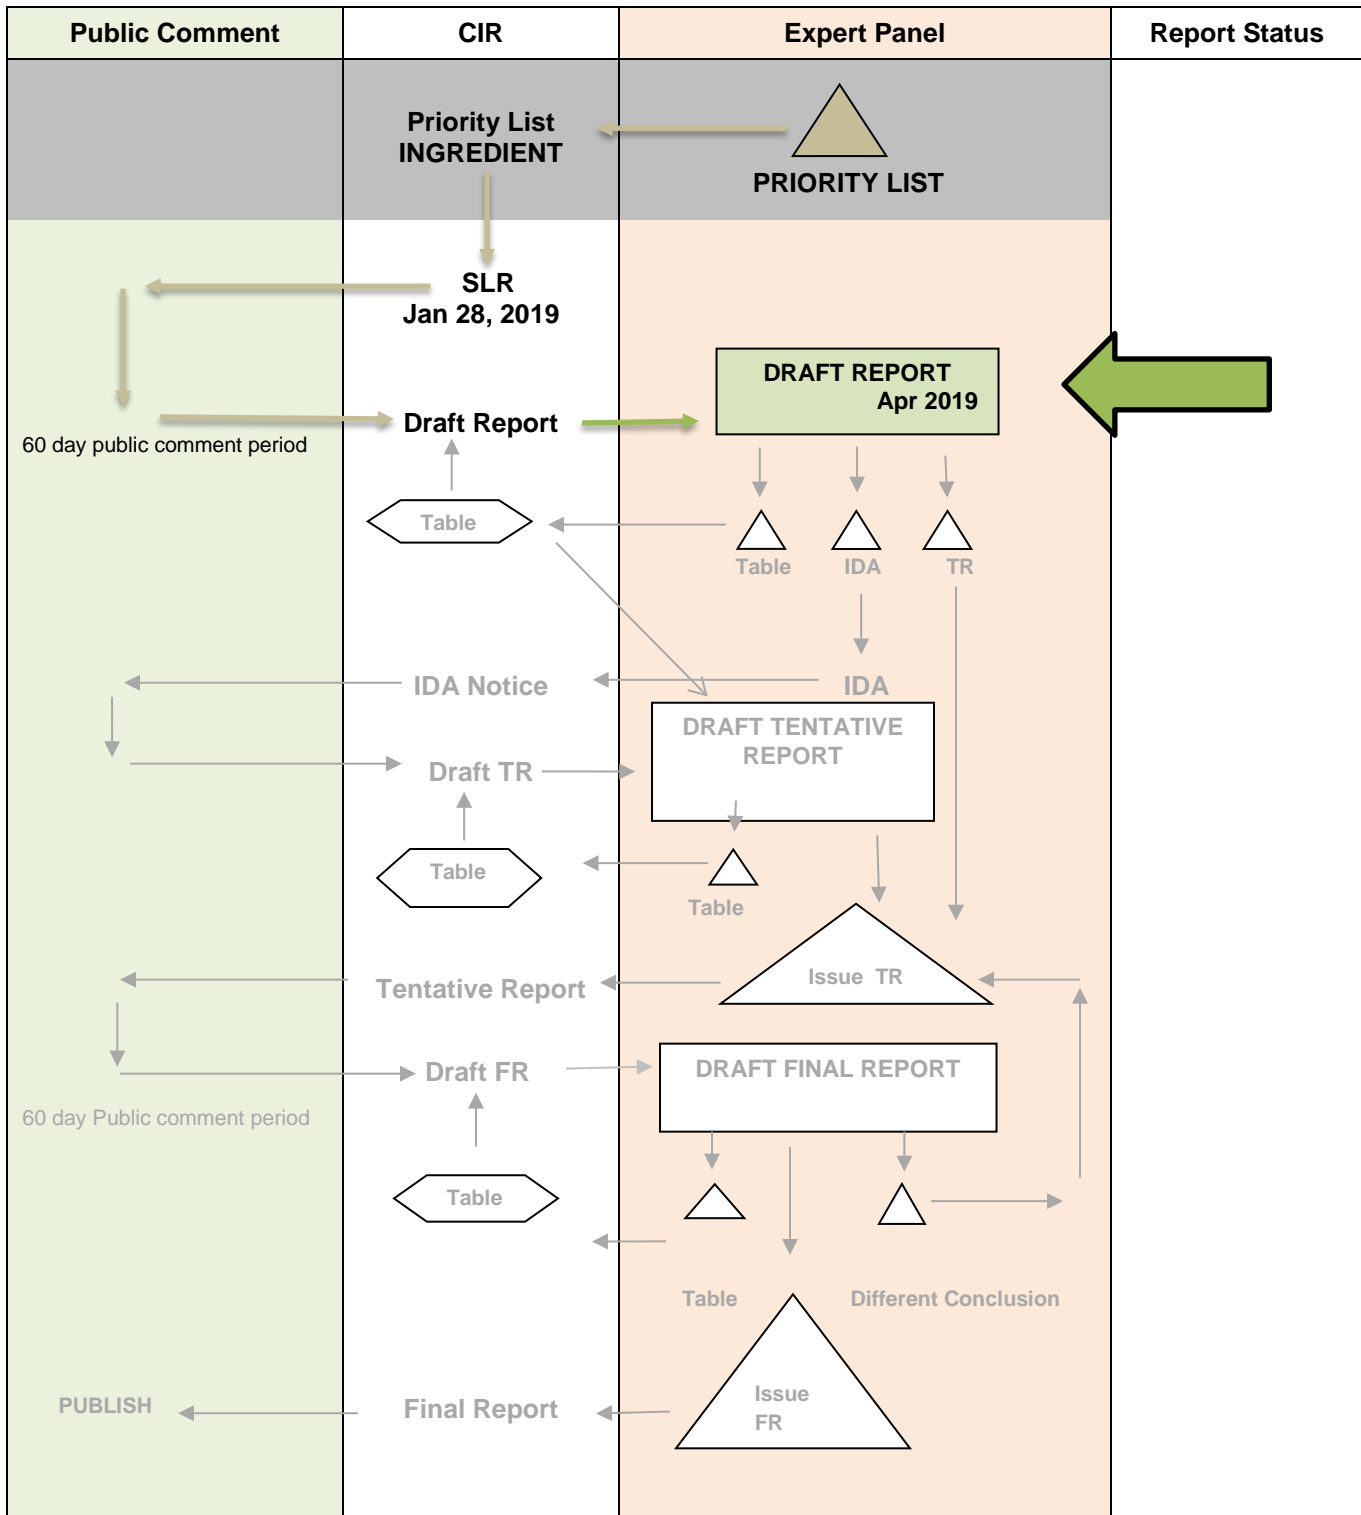 Public Comment
CIR
Expert Panel
Report Status
Priority List
INGREDIENT
PRIORITY LIST
SLR
Jan 28, 2019
60 day public comment period
Draft Report
DRAFT REPORT
Apr 2019
Table
Table
IDA
TR
IDA Notice
IDA
DRAFT TENTATIVE
REPORT
Draft TR
Table
Table
Tentative Report
Issue TR
60 day Public comment period
Draft FR
DRAFT FINAL REPORT
Table
Table
Different Conclusion
PUBLISH
Final Report
Issue
FR